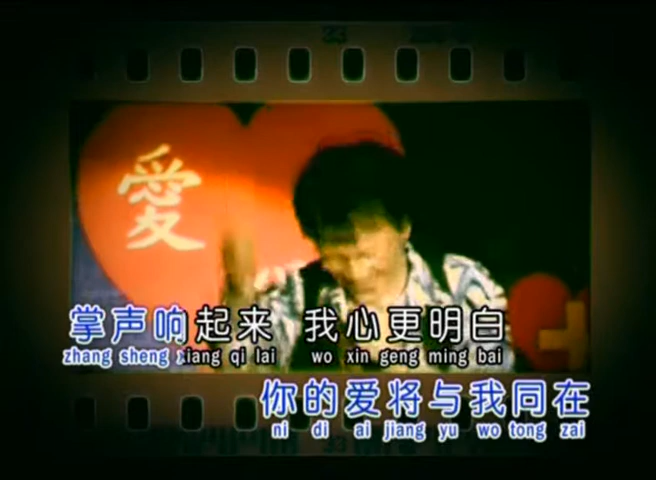 愛
掌声响起来 我心更明白
zhang sheng xiang qi lai wo xin geng ming bai
你的爱将与我同在
ni di ai jiang yu wo tong zai